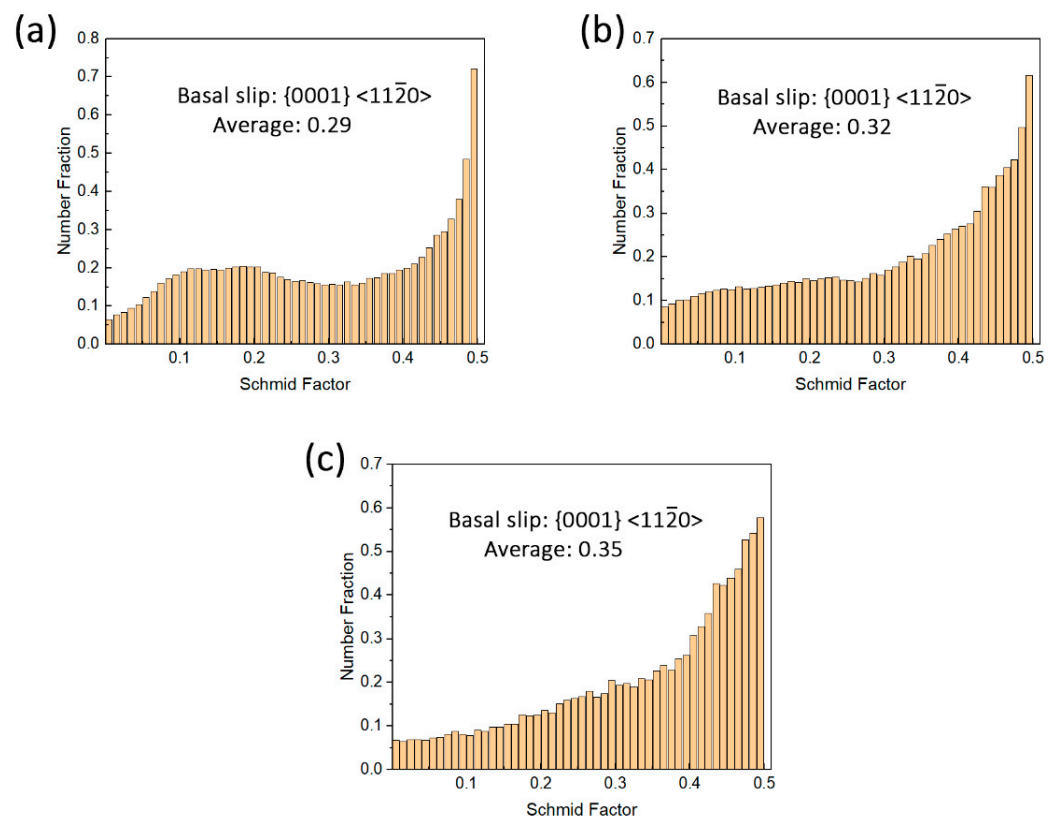 (a)
0.8
0.7
0.6
0.5
0.4
0.3
0.2
0.1
0.0
Number Fraction
Basal slip: {0001} <112̅0>
Average: 0.29
0.1 0.2 0.3 0.4 0.5
Schmid Factor
(b)
0.7
0.6
0.5
0.4
0.3
0.2
0.1
0.0
Number Fraction
Basal slip: {0001} <112̅0>
Average: 0.32
0.1 0.2 0.3 0.4 0.5
Schmid Factor
(c)
0.7
0.6
0.5
0.4
0.3
0.2
0.1
0.0
Number Fraction
Basal slip: {0001} <112̅0>
Average: 0.35
0.1 0.2 0.3 0.4 0.5
Schmid Factor